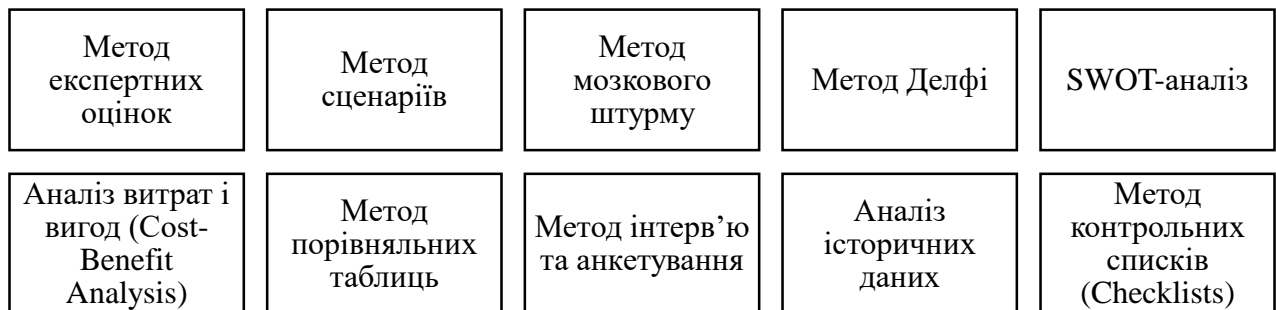 Метод
експертних
оцінок
Метод
сценаріїв
Метод
мозкового
штурму
Метод Делфі
SWOT-аналіз
Аналіз витрат і
вигод (Cost-
Benefit
Analysis)
Метод
порівняльних
таблиць
Метод інтерв’ю
та анкетування
Аналіз
історичних
даних
Метод
контрольних
списків
(Checklists)